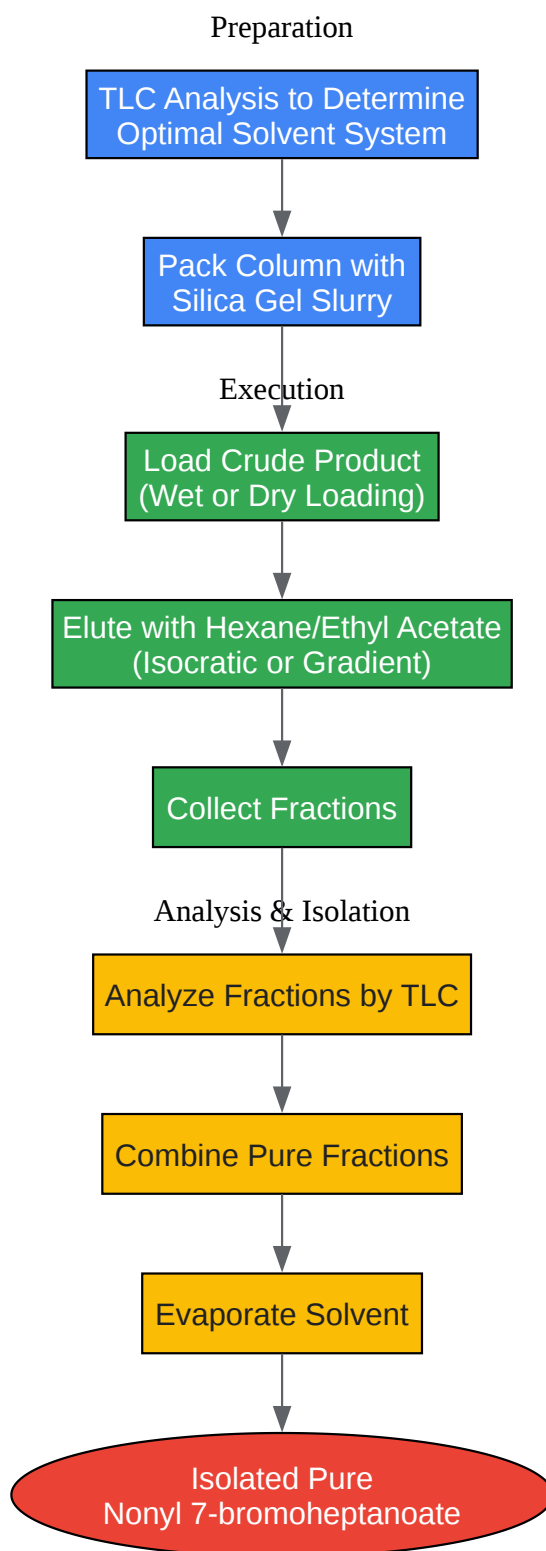 Preparation
TLC Analysis to Determine
Optimal Solvent System
Pack Column with
Silica Gel Slurry
Execution
Load Crude Product
(Wet or Dry Loading)
Elute with Hexane/Ethyl Acetate
(Isocratic or Gradient)
Collect Fractions
Analysis & Isolation
Analyze Fractions by TLC
Combine Pure Fractions
Evaporate Solvent
Isolated Pure
Nonyl 7-bromoheptanoate